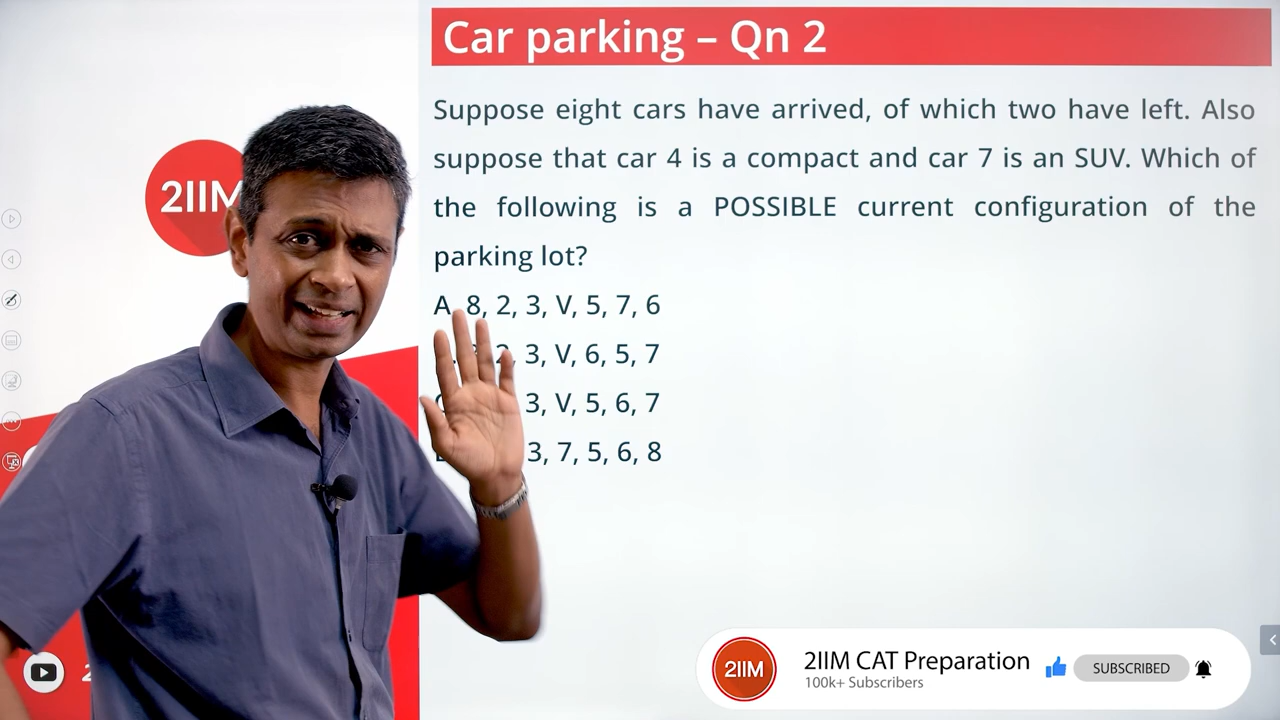 Car parking – Qn 2
Suppose eight cars have arrived, of which two have left. Also
suppose that car 4 is a compact and car 7 is an SUV. Which of
the following is a POSSIBLE current configuration of the
parking lot?
2IIM
A. 8, 2, 3, V, 5, 7, 6
3, V, 6, 5, 7
3, V, 5, 6, 7
3, 7, 5, 6, 8
2IIM
2IIM CAT Preparation
100k+ Subscribers
SUBSCRIBED
2